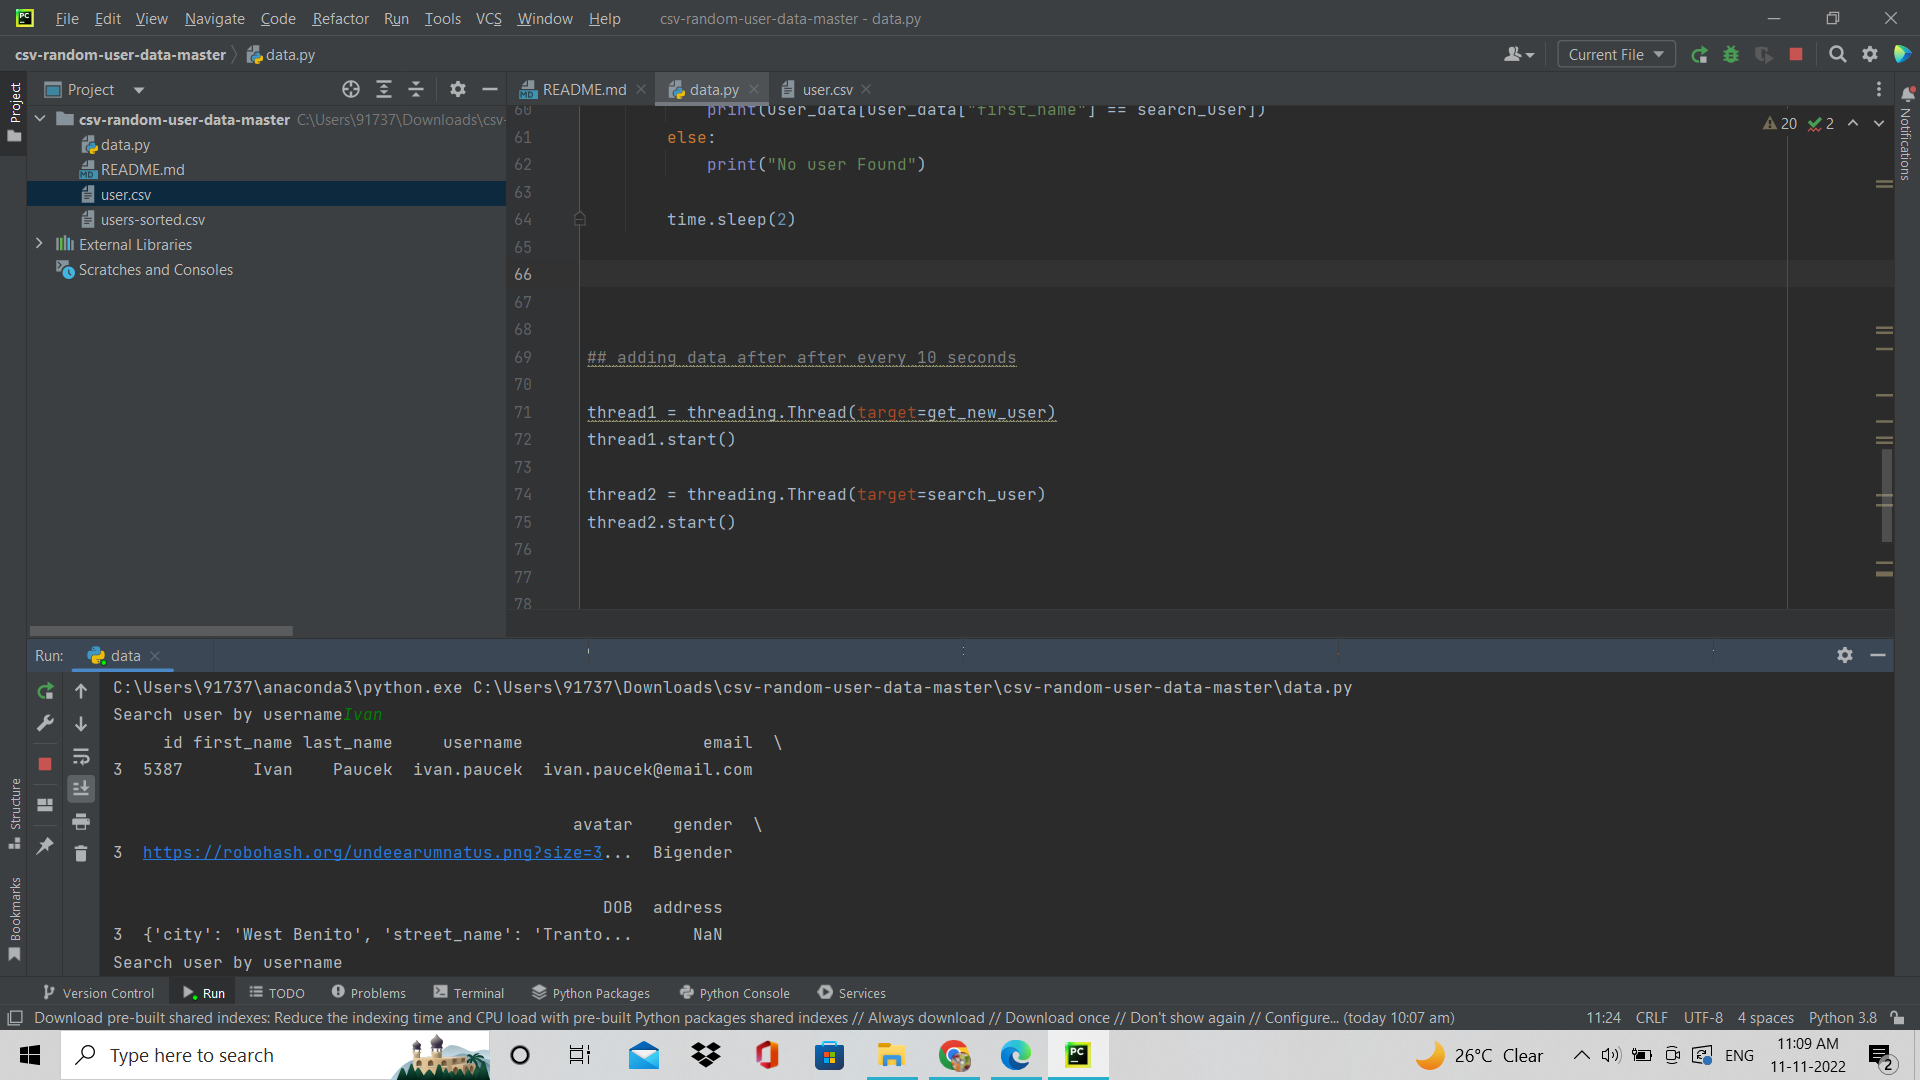 File Edit View Navigate Code Refactor Run Tools VCS Window Help csv-random-user-data-master - data.py
csv-random-user-data-master data.py Current File
Project README.md data.py user.csv
Project
Notifications
Structure
Bookmarks
csv-random-user-data-master C:\Users\91737\Downloads\csv-
data.py
README.md
user.csv
users-sorted.csv
External Libraries
Scratches and Consoles
20 2
60 print(user_data[user_data["first_name"] == search_user])
61 else:
62 print("No user Found")
63
64 time.sleep(2)
65
66
67
68
69 ## adding data after after every 10 seconds
70
71 thread1 = threading.Thread(target=get_new_user)
72 thread1.start()
73
74 thread2 = threading.Thread(target=search_user)
75 thread2.start()
76
77
78
Run: data
C:\Users\91737\anaconda3\python.exe C:\Users\91737\Downloads\csv-random-user-data-master\csv-random-user-data-master\data.py
Search user by usernameIvan
id first_name last_name username email \
3 5387 Ivan Paucek ivan.paucek ivan.paucek@email.com
avatar gender \
3 https://robohash.org/undeearumnatus.png?size=3... Bigender
DOB address
3 {'city': 'West Benito', 'street_name': 'Tranto... NaN
Search user by username
Version Control Run TODO Problems Terminal Python Packages Python Console Services
Download pre-built shared indexes: Reduce the indexing time and CPU load with pre-built Python packages shared indexes // Always download // Download once // Don't show again // Configure... (today 10:07 am) 11:24 CRLF UTF-8 4 spaces Python 3.8
Type here to search 26°C Clear ENG 11:09 AM
11-11-2022 2